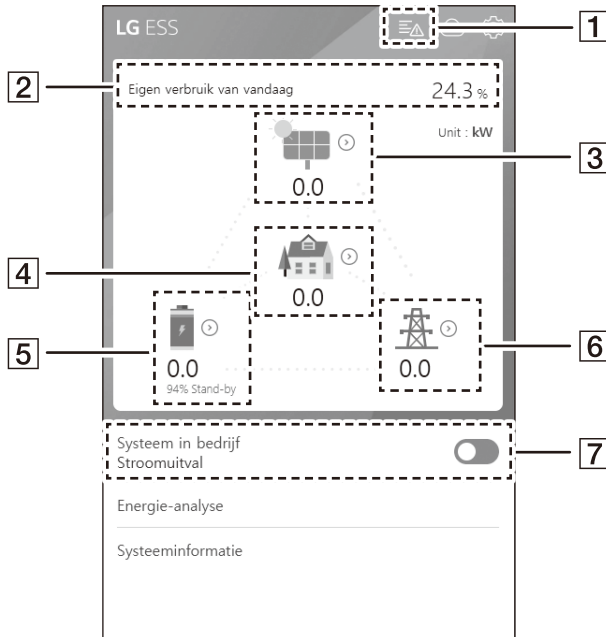 LG ESS
1
2
Eigen verbruik van vandaag
24.3 %
Unit : kW
3
0.0
4
0.0
5
0.0
94% Stand-by
6
0.0
Systeem in bedrijf
Stroomuitval
7
Energie-analyse
Systeeminformatie